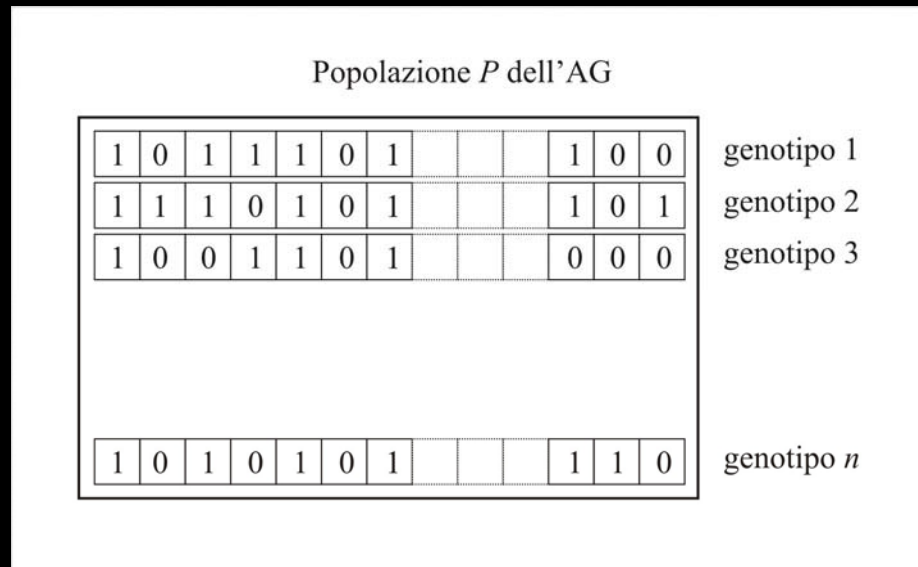 Popolazione P dell'AG
1 0 1 1 1 0 1 1 0 0 genotipo 1
1 1 1 0 1 0 1 1 0 1 genotipo 2
1 0 0 1 1 0 1 0 0 0 genotipo 3
1 0 1 0 1 0 1 1 1 0 genotipo n